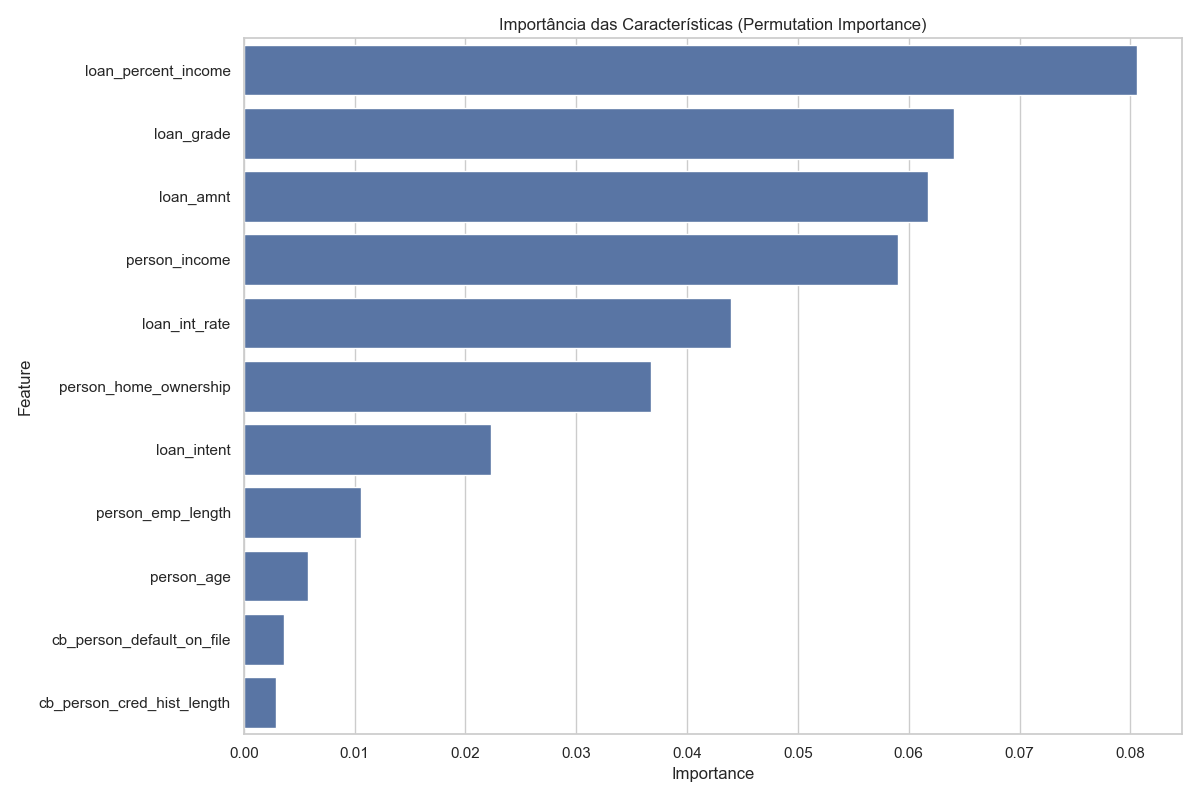 Importância das Características (Permutation Importance)
Feature
loan_percent_income
loan_grade
loan_amnt
person_income
loan_int_rate
person_home_ownership
loan_intent
person_emp_length
person_age
cb_person_default_on_file
cb_person_cred_hist_length
0.00 0.01 0.02 0.03 0.04 0.05 0.06 0.07 0.08
Importance